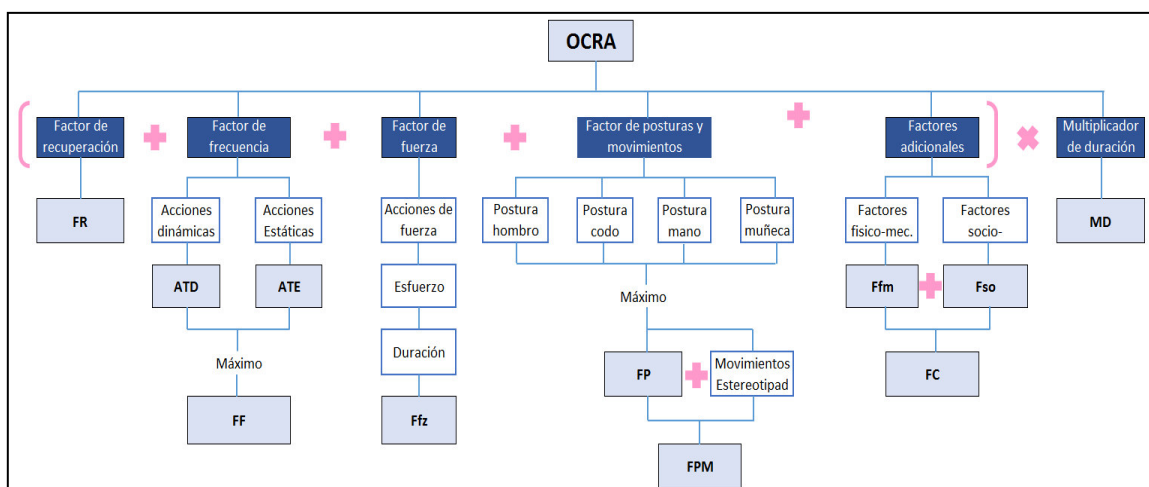 OCRA
Factor de
recuperación
Factor de
frecuencia
Factor de
fuerza
Factor de posturas y
movimientos
Factores
adicionales
Multiplicador
de duración
FR
Acciones
dinámicas
Acciones
Estáticas
Acciones de
fuerza
Postura
hombro
Postura
codo
Postura
mano
Postura
muñeca
Factores
fisico-mec.
Factores
socio-
MD
ATD
ATE
Esfuerzo
Máximo
Ffm
Fso
Máximo
Duración
FP
Movimientos
Estereotipad
FC
FF
Ffz
FPM